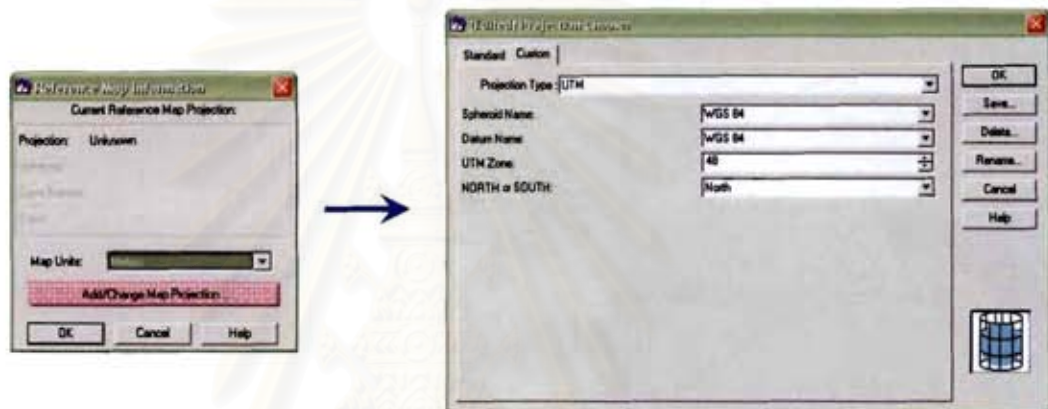 Reference Map Information
Current Reference Map Projection:
Projection: Unknown
Map Units:
Add/Change Map Projection...
OK Cancel Help
Projection Chooser
Standard Custom
Projection Type : UTM
Spheroid Name: WGS 84
Datum Name: WGS 84
UTM Zone: 48
NORTH or SOUTH: North
OK
Save...
Delete...
Rename...
Cancel
Help